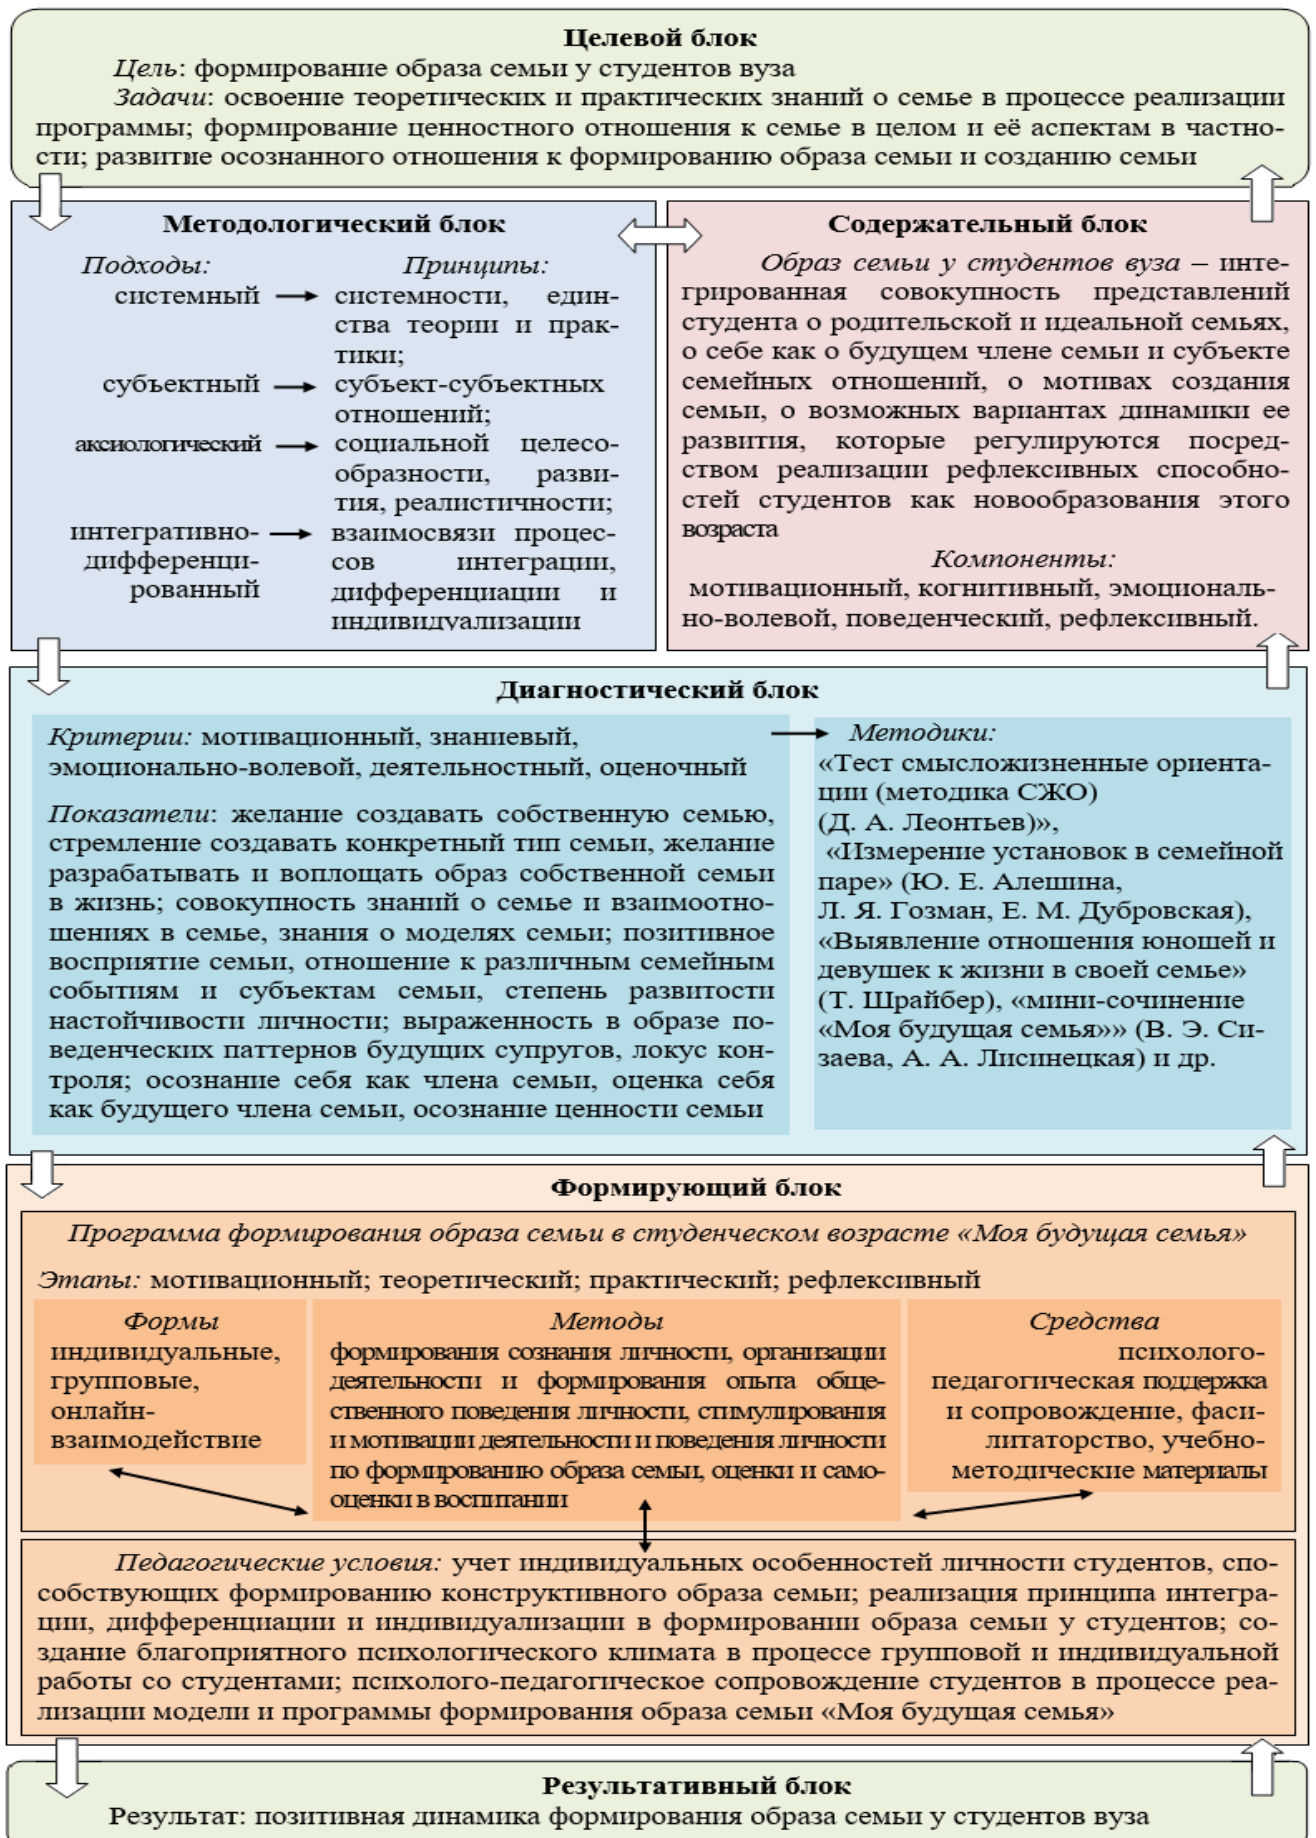 Целевой блок
Цель: формирование образа семьи у студентов вуза
Задачи: освоение теоретических и практических знаний о семье в процессе реализации
программы; формирование ценностного отношения к семье в целом и её аспектам в частно-
сти; развитие осознанного отношения к формированию образа семьи и созданию семьи
Методологический блок
Подходы: Принципы:
системный системности, един-
ства теории и прак-
тики;
субъектный субъект-субъектных
отношений;
аксиологический социальной целесо-
образности, разви-
тия, реалистичности;
интегративно- взаимосвязи процес-
дифференци- сов интеграции,
рованный дифференциации и
индивидуализации
Содержательный блок
Образ семьи у студентов вуза – инте-
грированная совокупность представлений
студента о родительской и идеальной семьях,
о себе как о будущем члене семьи и субъекте
семейных отношений, о мотивах создания
семьи, о возможных вариантах динамики ее
развития, которые регулируются посред-
ством реализации рефлексивных способно-
стей студентов как новообразования этого
возраста
Компоненты:
мотивационный, когнитивный, эмоциональ-
но-волевой, поведенческий, рефлексивный.
Диагностический блок
Критерии: мотивационный, знаниевый,
эмоционально-волевой, деятельностный, оценочный
Показатели: желание создавать собственную семью,
стремление создавать конкретный тип семьи, желание
разрабатывать и воплощать образ собственной семьи
в жизнь; совокупность знаний о семье и взаимоотно-
шениях в семье, знания о моделях семьи; позитивное
восприятие семьи, отношение к различным семейным
событиям и субъектам семьи, степень развитости
настойчивости личности; выраженность в образе по-
веденческих паттернов будущих супругов, локус кон-
троля; осознание себя как члена семьи, оценка себя
как будущего члена семьи, осознание ценности семьи
Методики:
«Тест смысложизненные ориента-
ции (методика СЖО)
(Д. А. Леонтьев)»,
«Измерение установок в семейной
паре» (Ю. Е. Алешина,
Л. Я. Гозман, Е. М. Дубровская),
«Выявление отношения юношей и
девушек к жизни в своей семье»
(Т. Шрайбер), «мини-сочинение
«Моя будущая семья»» (В. Э. Си-
заева, А. А. Лисинецкая) и др.
Формирующий блок
Программа формирования образа семьи в студенческом возрасте «Моя будущая семья»
Этапы: мотивационный; теоретический; практический; рефлексивный
Формы
индивидуальные,
групповые,
онлайн-
взаимодействие
Методы
формирования сознания личности, организации
деятельности и формирования опыта обще-
ственного поведения личности, стимулирования
и мотивации деятельности и поведения личности
по формированию образа семьи, оценки и само-
оценки в воспитании
Средства
психолого-
педагогическая поддержка
и сопровождение, фаси-
литаторство, учебно-
методические материалы
Педагогические условия: учет индивидуальных особенностей личности студентов, спо-
собствующих формированию конструктивного образа семьи; реализация принципа интегра-
ции, дифференциации и индивидуализации в формировании образа семьи у студентов; со-
здание благоприятного психологического климата в процессе групповой и индивидуальной
работы со студентами; психолого-педагогическое сопровождение студентов в процессе реа-
лизации модели и программы формирования образа семьи «Моя будущая семья»
Результативный блок
Результат: позитивная динамика формирования образа семьи у студентов вуза